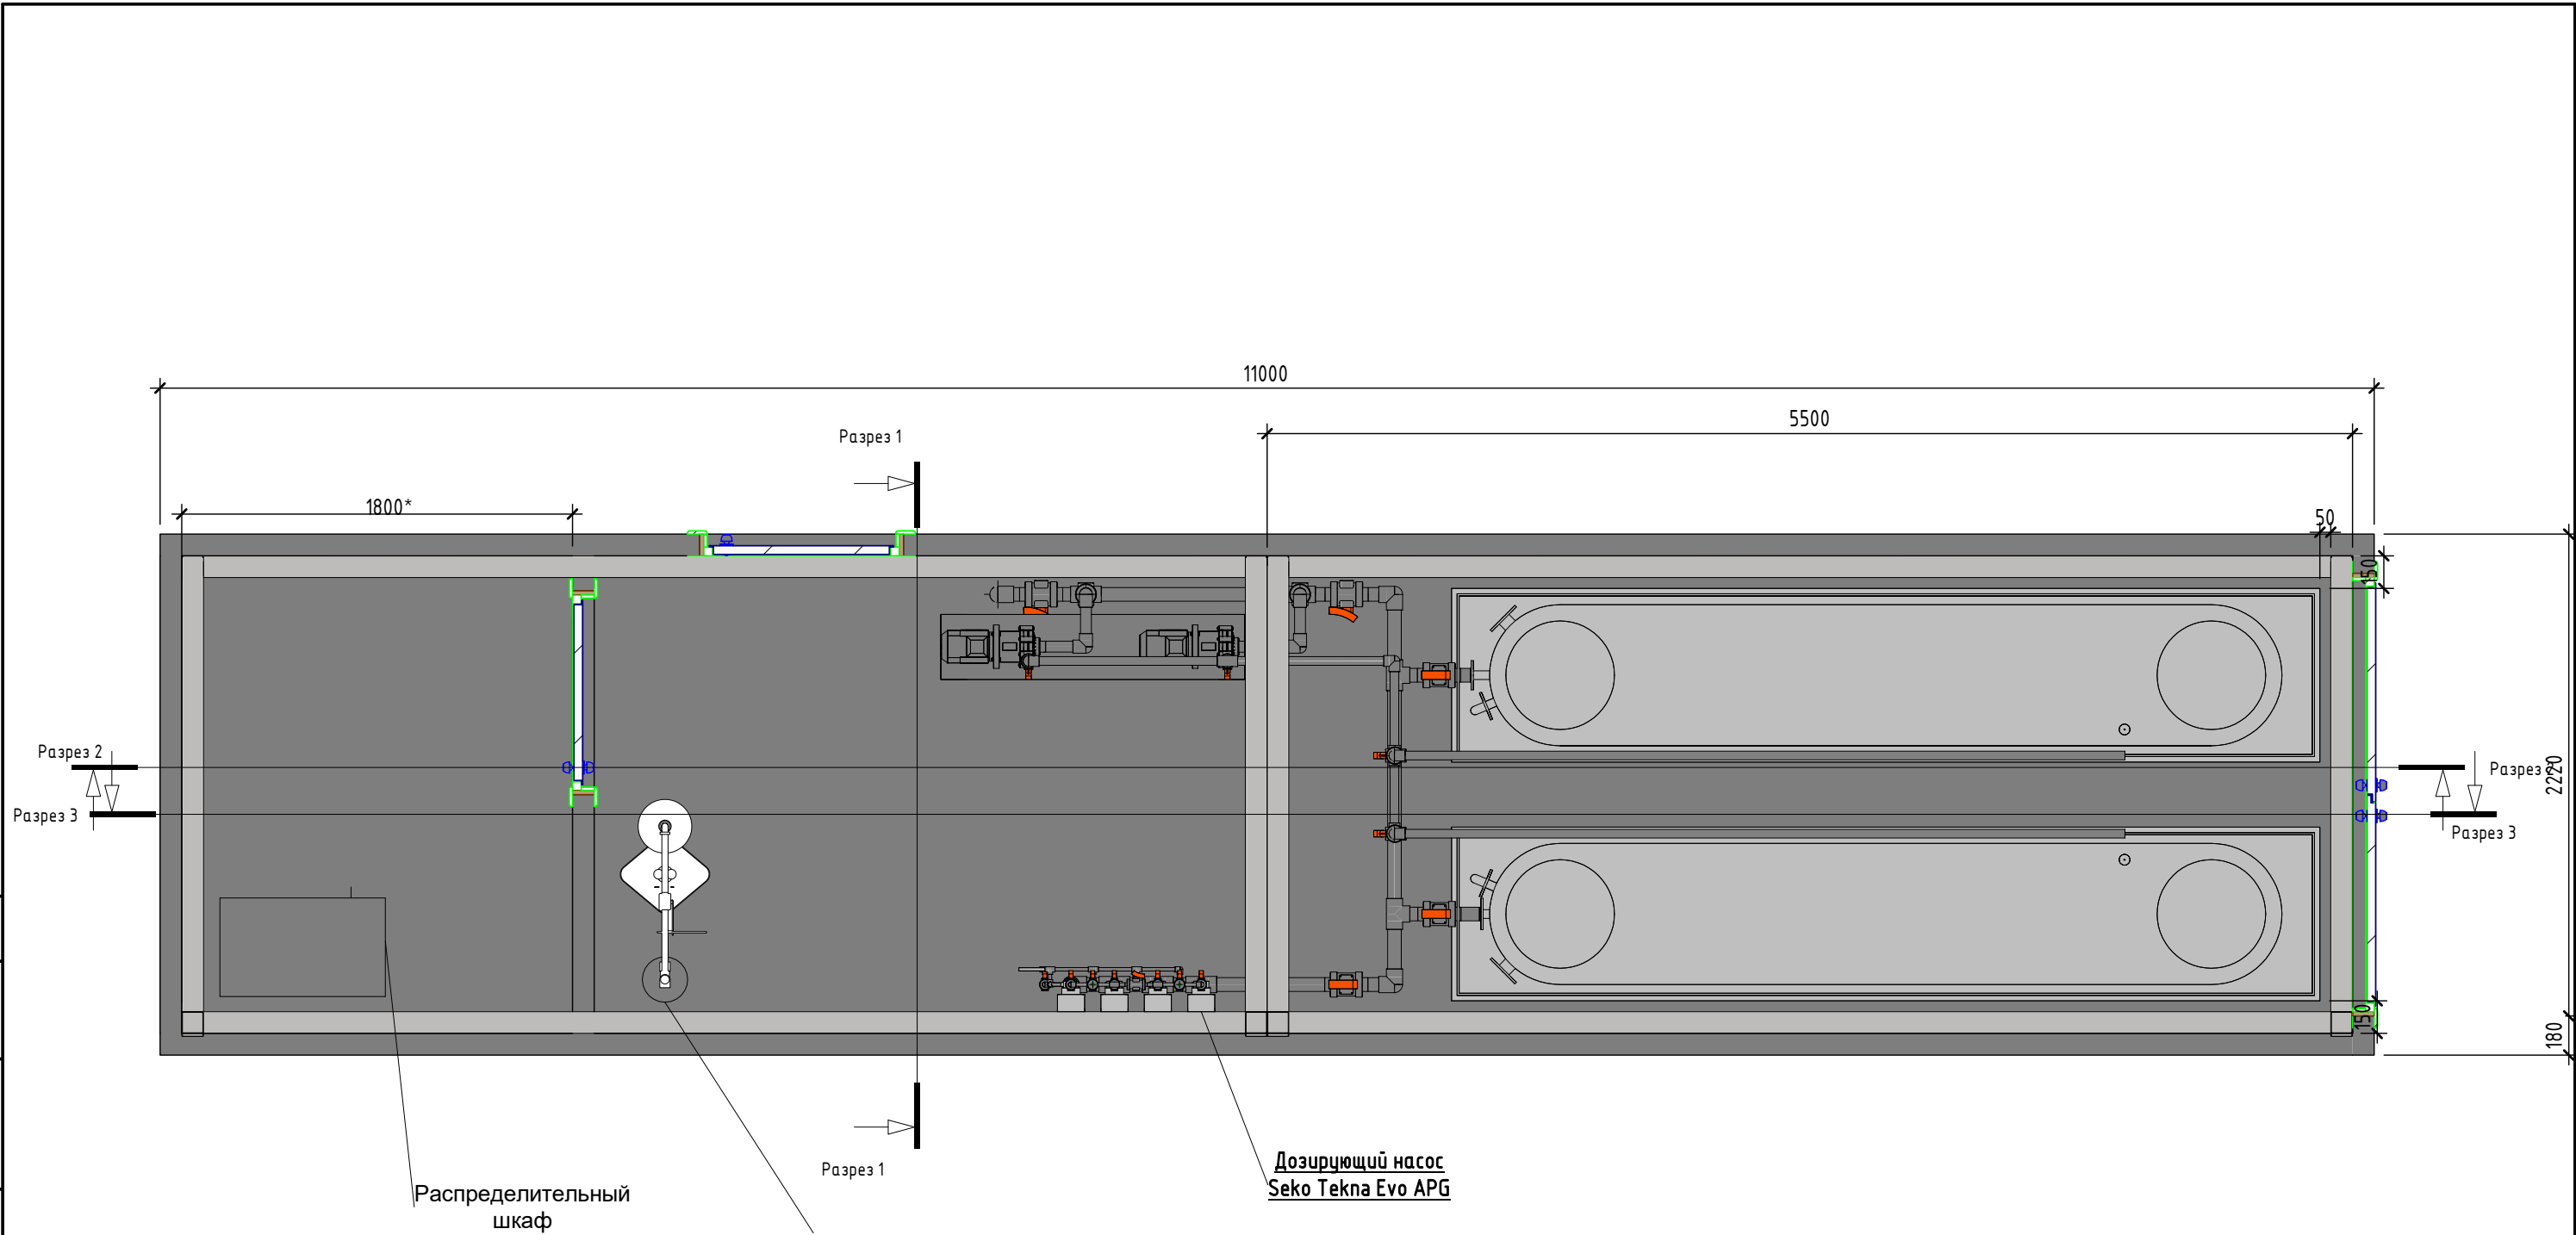 11000
5500
Разрез 1
1800*
50
150
Разрез 2
Разрез 2
2220
Разрез 3
Разрез 3
150
180
Разрез 1
Дозирующий насос
Seko Tekna Evo APG
Распределительный
шкаф